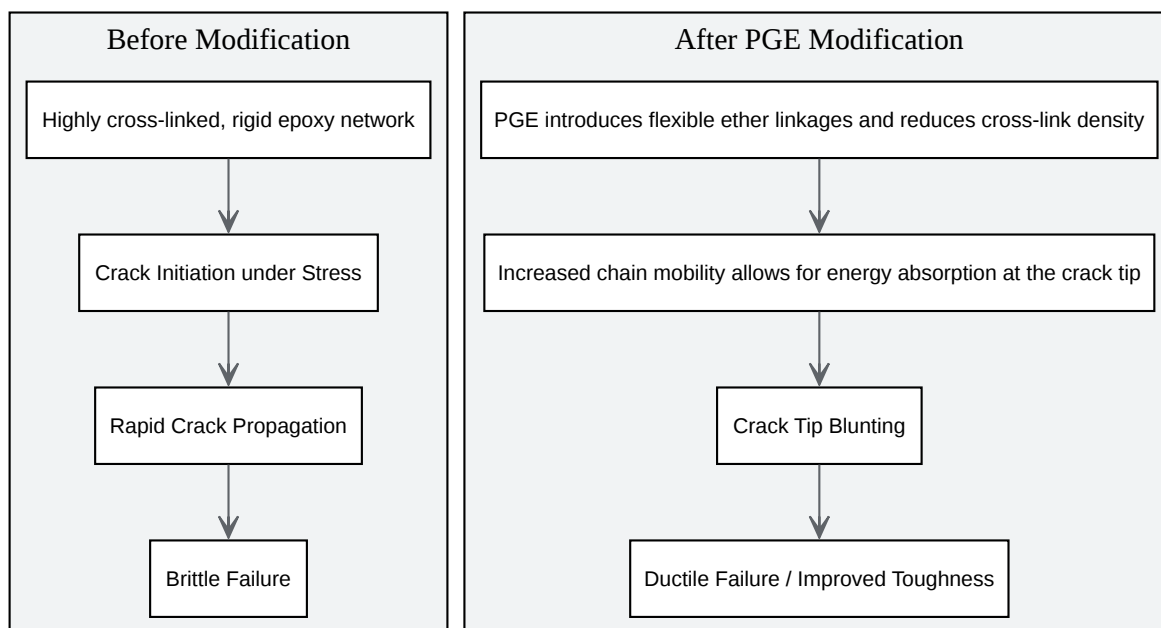 Before Modification
Highly cross-linked, rigid epoxy network
Crack Initiation under Stress
Rapid Crack Propagation
Brittle Failure
After PGE Modification
PGE introduces flexible ether linkages and reduces cross-link density
Increased chain mobility allows for energy absorption at the crack tip
Crack Tip Blunting
Ductile Failure / Improved Toughness